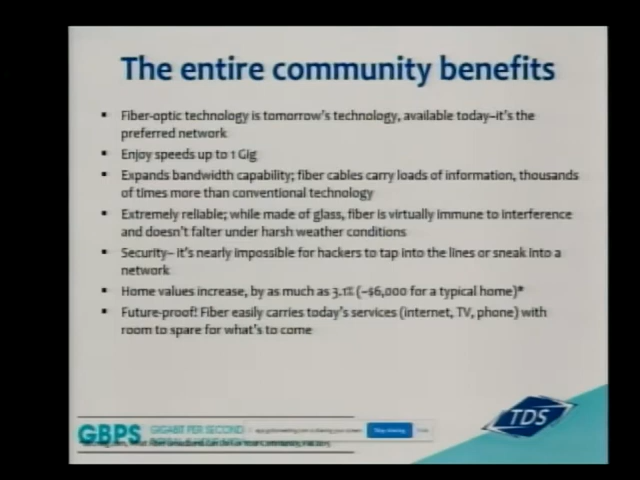 The entire community benefits
Fiber-optic technology is tomorrow's technology, available today–it's the
preferred network
Enjoy speeds up to 1 Gig
Expands bandwidth capability; fiber cables carry loads of information, thousands
of times more than conventional technology
Extremely reliable; while made of glass, fiber is virtually immune to interference
and doesn't falter under harsh weather conditions
Security– it's nearly impossible for hackers to tap into the lines or sneak into a
network
Home values increase, by as much as 3.1% (~$6,000 for a typical home)*
Future-proof! Fiber easily carries today's services (internet, TV, phone) with
room to spare for what's to come
TDS
GBPS GIGABIT PER SECOND
Stop sharing Hide